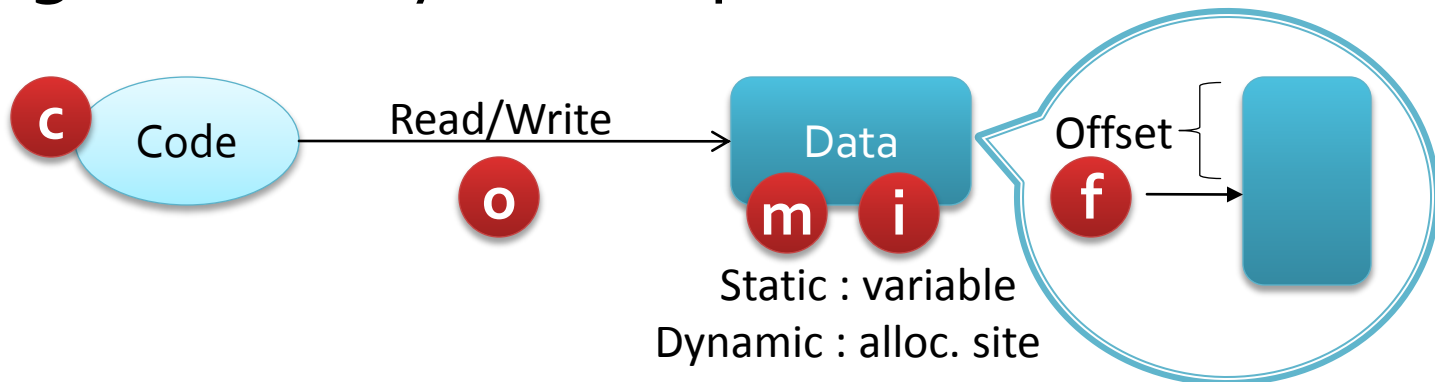 c
Code
Read/Write
o
Data
m
i
Static : variable
Dynamic : alloc. site
Offset
f